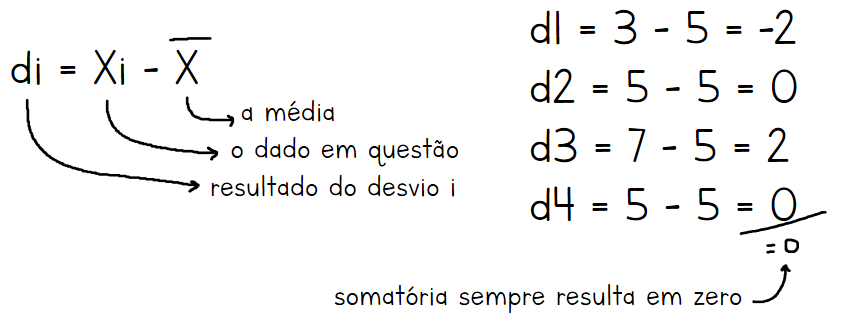 di = Xi - X̅
a média
o dado em questão
resultado do desvio i
d1 = 3 - 5 = -2
d2 = 5 - 5 = 0
d3 = 7 - 5 = 2
d4 = 5 - 5 = 0
= 0
somatória sempre resulta em zero